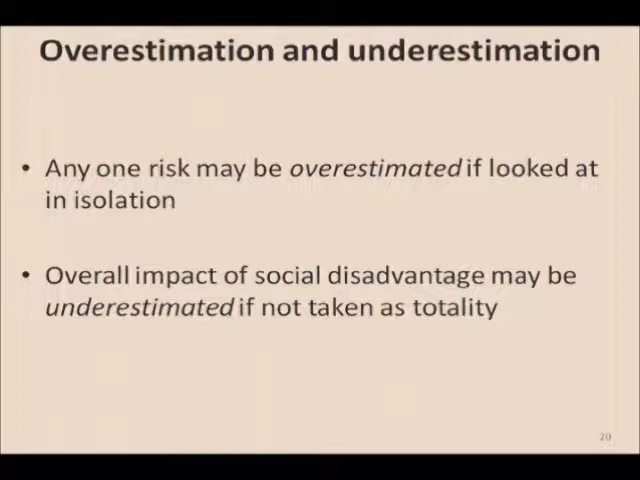 Overestimation and underestimation
• Any one risk may be overestimated if looked at
in isolation
• Overall impact of social disadvantage may be
underestimated if not taken as totality
20